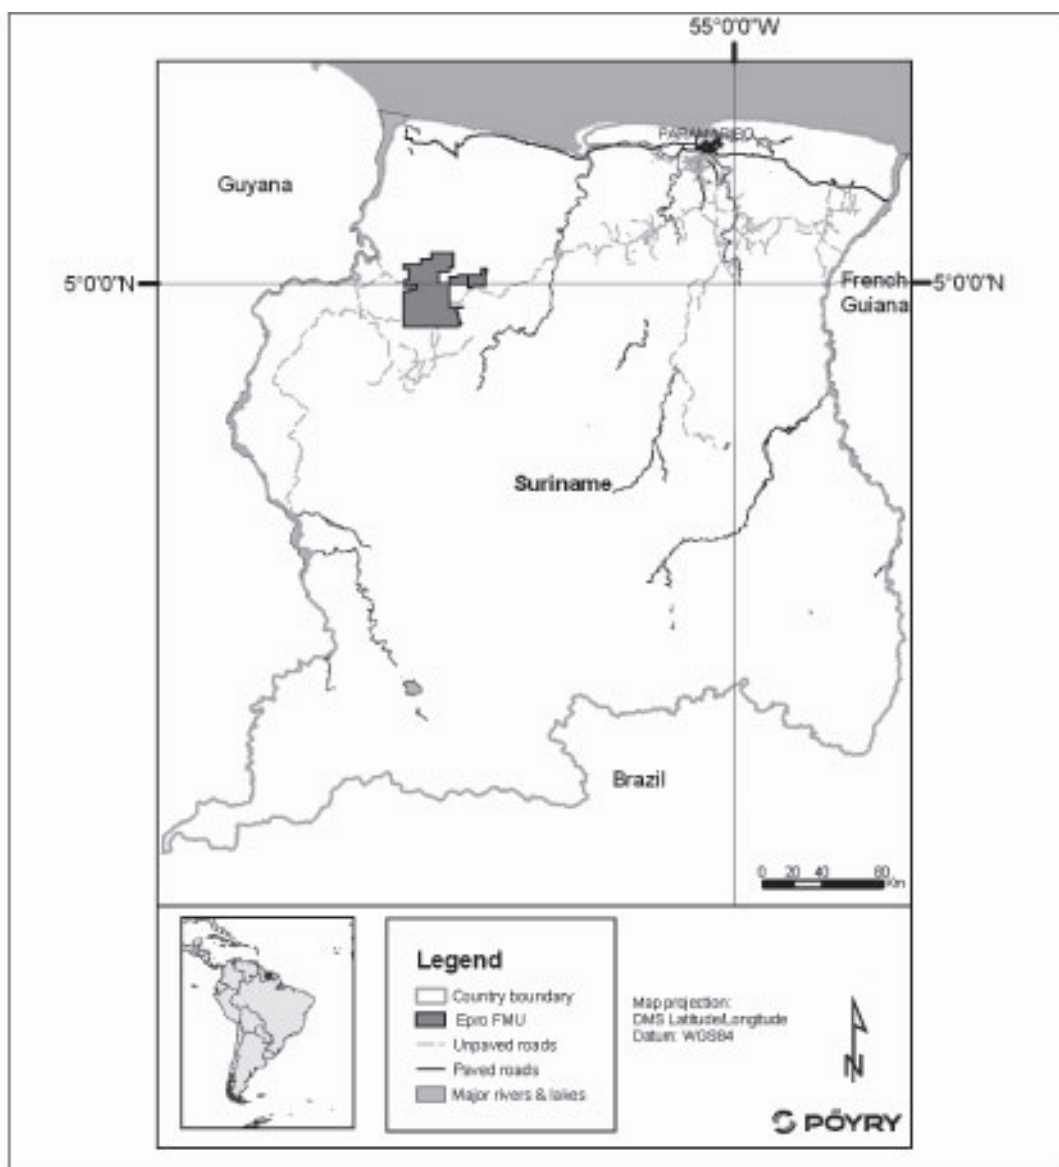 55°0'0"W
PARAMARIBO
Guyana
5°0'0"N
French
Guiana
5°0'0"N
Suriname
Brazil
0 20 40 80
Km
Legend
Country boundary
Epro FMU
Unpaved roads
Paved roads
Major rivers & lakes
Map projection:
DMS Latitude/Longitude
Datum: WGS84
N
PÖYRY